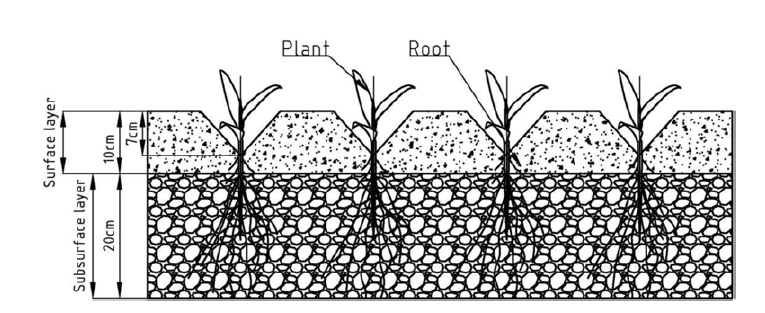 Plant
Root
Surface layer
10cm
7cm
Subsurface layer
20cm